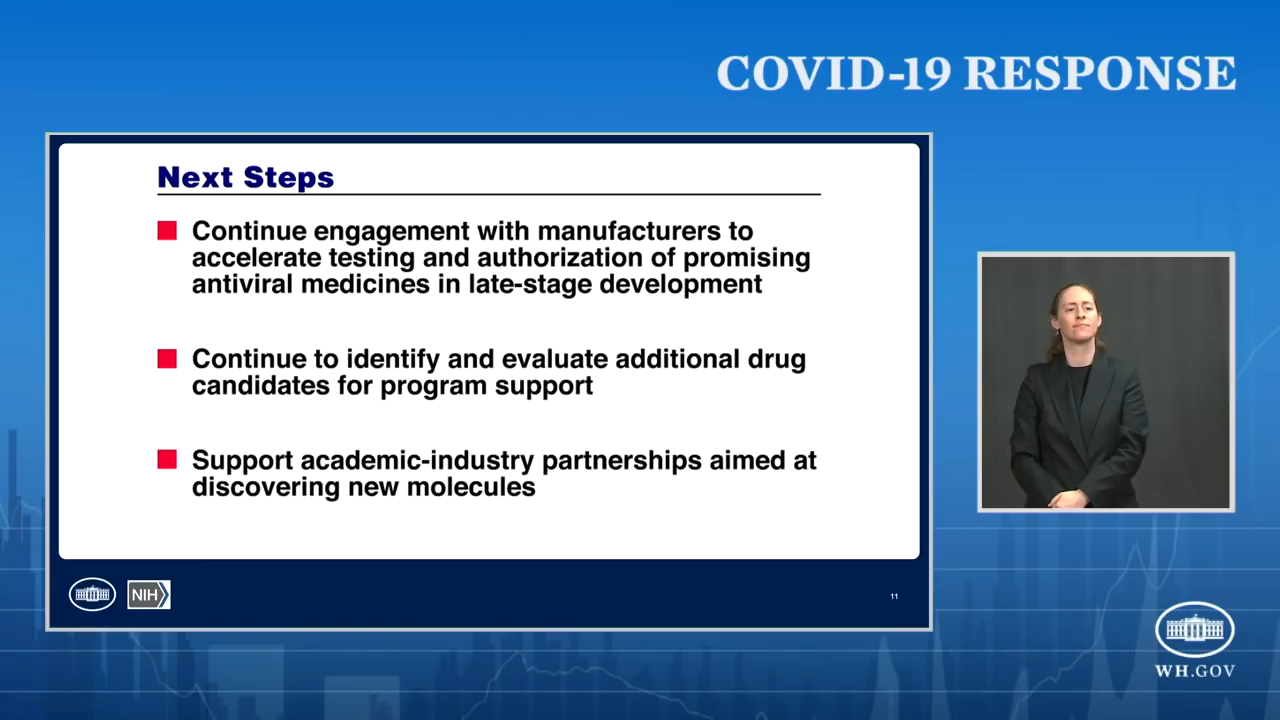 COVID-19 RESPONSE
Next Steps
Continue engagement with manufacturers to
accelerate testing and authorization of promising
antiviral medicines in late-stage development
Continue to identify and evaluate additional drug
candidates for program support
Support academic-industry partnerships aimed at
discovering new molecules
NIH
11
WH.GOV